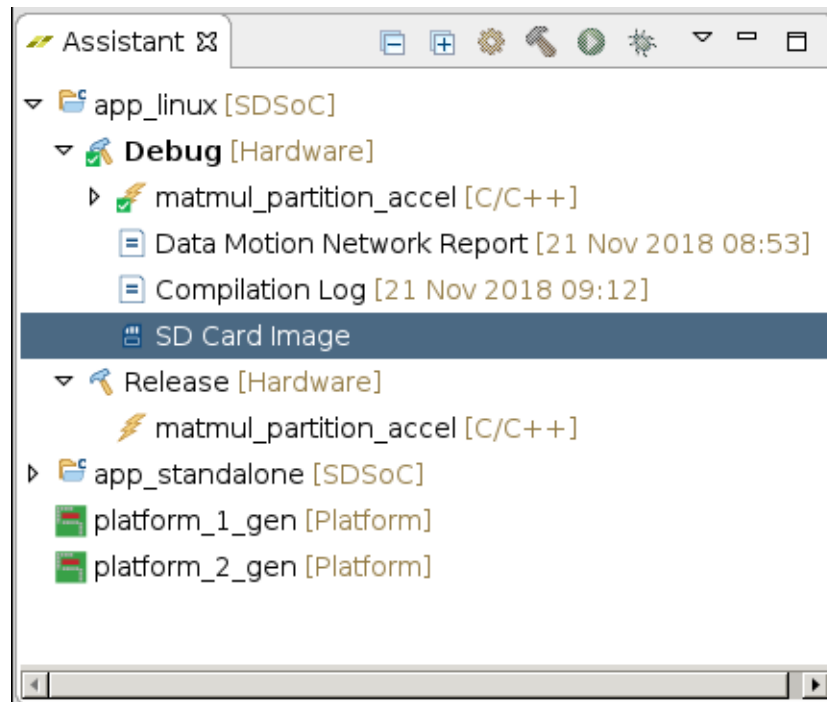 Assistant
app_linux [SDSoC]
Debug [Hardware]
matmul_partition_accel [C/C++]
Data Motion Network Report [21 Nov 2018 08:53]
Compilation Log [21 Nov 2018 09:12]
SD Card Image
Release [Hardware]
matmul_partition_accel [C/C++]
app_standalone [SDSoC]
platform_1_gen [Platform]
platform_2_gen [Platform]